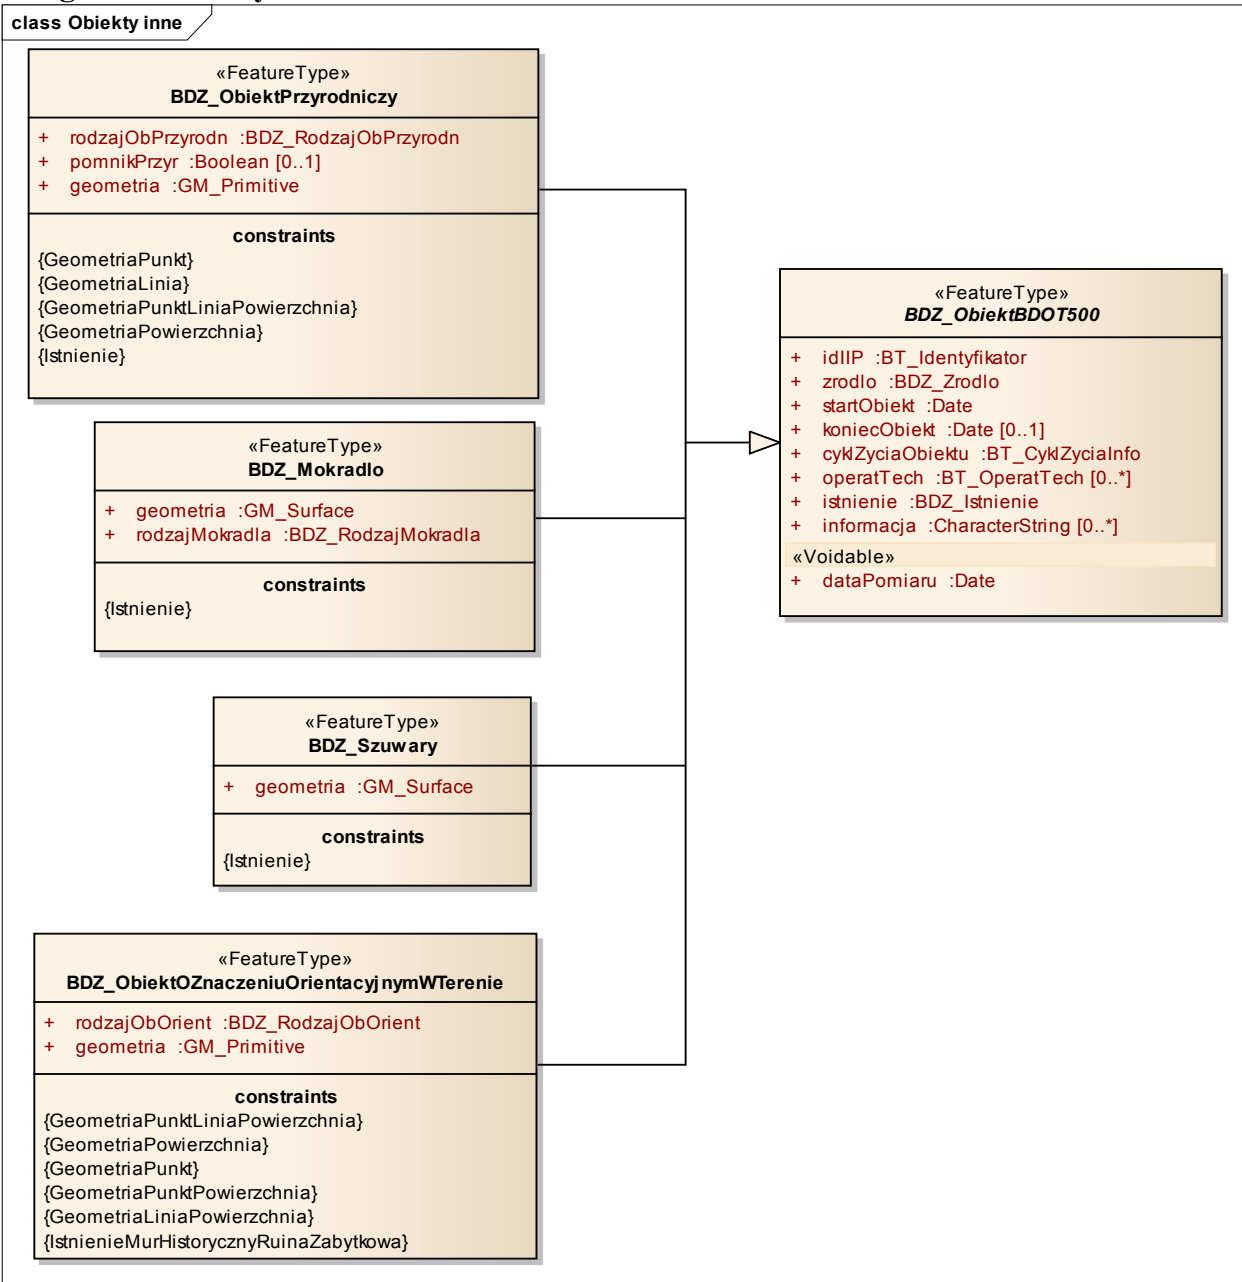 class Obiekty inne
«FeatureType»
BDZ_ObiektPrzyrodniczy
+ rodzajObPrzyrodn :BDZ_RodzajObPrzyrodn
+ pomnikPrzyr :Boolean [0..1]
+ geometria :GM_Primitive
constraints
{GeometriaPunkt}
{GeometriaLinia}
{GeometriaPunktLiniaPowierzchnia}
{GeometriaPowierzchnia}
{Istnienie}
«FeatureType»
BDZ_Mokradlo
+ geometria :GM_Surface
+ rodzajMokradla :BDZ_RodzajMokradla
constraints
{Istnienie}
«FeatureType»
BDZ_Szuwary
+ geometria :GM_Surface
constraints
{Istnienie}
«FeatureType»
BDZ_ObiektOZnaczeniuOrientacyjnymWTerenie
+ rodzajObOrient :BDZ_RodzajObOrient
+ geometria :GM_Primitive
constraints
{GeometriaPunktLiniaPowierzchnia}
{GeometriaPowierzchnia}
{GeometriaPunkt}
{GeometriaPunktPowierzchnia}
{GeometriaLiniaPowierzchnia}
{IstnienieMurHistorycznyRuinaZabytkowa}
«FeatureType»
BDZ_ObiektBDOT500
+ idIIP :BT_Identyfikator
+ zrodlo :BDZ_Zrodlo
+ startObiekt :Date
+ koniecObiekt :Date [0..1]
+ cyklZyciaObiektu :BT_CyklZyciaInfo
+ operatTech :BT_OperatTech [0..*]
+ istnienie :BDZ_Istnienie
+ informacja :CharacterString [0..*]
«Voidable»
+ dataPomiaru :Date